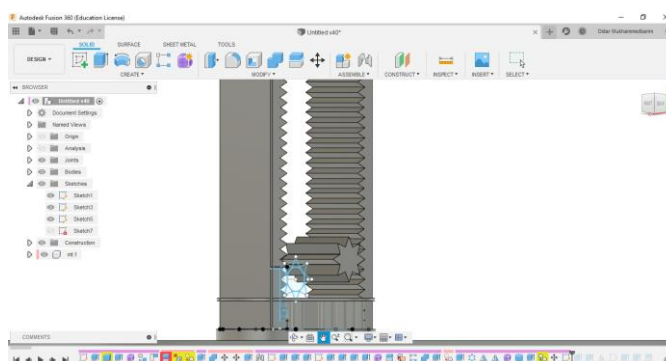 Autodesk Fusion 360 (Education License)
Untitled v40*
SOLID SURFACE SHEET METAL TOOLS
DESIGN
CREATE MODIFY ASSEMBLE CONSTRUCT INSPECT INSERT SELECT
BROWSER
Untitled v40
Document Settings
Named Views
Origin
Analysis
Joints
Bodies
Sketches
Sketch1
Sketch2
Sketch5
Sketch7
Construction
COMMENTS